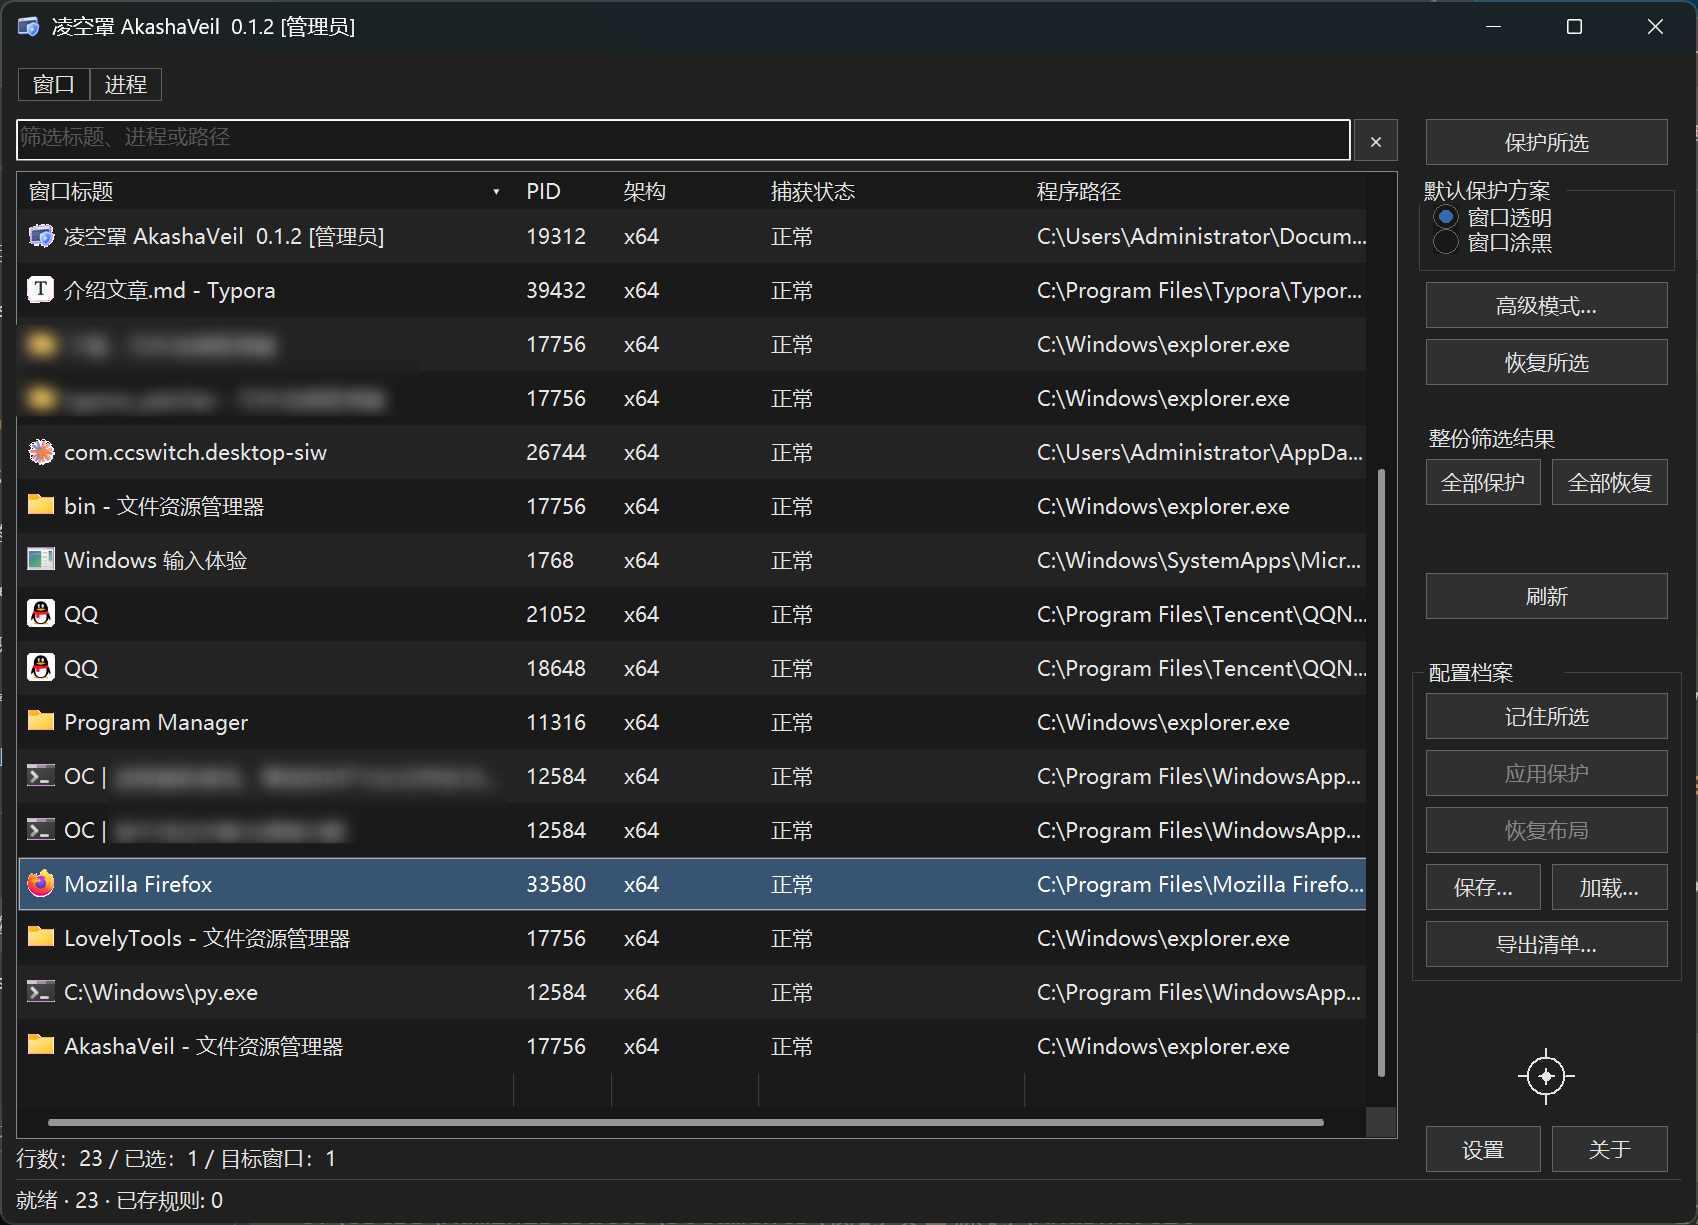 凌空罩 AkashaVeil 0.1.2 [管理员]
窗口 进程
筛选标题、进程或路径 ×
窗口标题 PID 架构 捕获状态 程序路径
凌空罩 AkashaVeil 0.1.2 [管理员] 19312 x64 正常 C:\Users\Administrator\Docum...
介绍文章.md - Typora 39432 x64 正常 C:\Program Files\Typora\Typor...
17756 x64 正常 C:\Windows\explorer.exe
17756 x64 正常 C:\Windows\explorer.exe
com.ccswitch.desktop-siw 26744 x64 正常 C:\Users\Administrator\AppDa...
bin - 文件资源管理器 17756 x64 正常 C:\Windows\explorer.exe
Windows 输入体验 1768 x64 正常 C:\Windows\SystemApps\Micr...
QQ 21052 x64 正常 C:\Program Files\Tencent\QQN...
QQ 18648 x64 正常 C:\Program Files\Tencent\QQN...
Program Manager 11316 x64 正常 C:\Windows\explorer.exe
OC | 12584 x64 正常 C:\Program Files\WindowsApp...
OC | 12584 x64 正常 C:\Program Files\WindowsApp...
Mozilla Firefox 33580 x64 正常 C:\Program Files\Mozilla Firefo...
LovelyTools - 文件资源管理器 17756 x64 正常 C:\Windows\explorer.exe
C:\Windows\py.exe 12584 x64 正常 C:\Program Files\WindowsApp...
AkashaVeil - 文件资源管理器 17756 x64 正常 C:\Windows\explorer.exe
保护所选
默认保护方案
窗口透明
窗口涂黑
高级模式...
恢复所选
整份筛选结果
全部保护 全部恢复
刷新
配置档案
记住所选
应用保护
恢复布局
保存... 加载...
导出清单...
设置 关于
行数: 23 / 已选: 1 / 目标窗口: 1
就绪 · 23 · 已存规则: 0